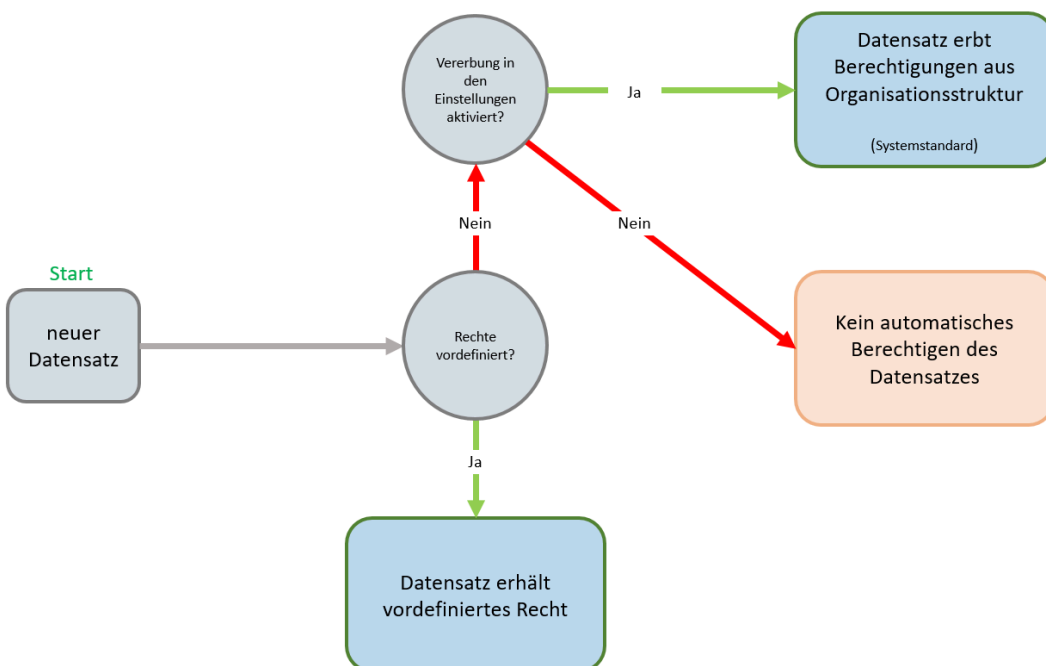 Vererbung in
den
Einstellungen
aktiviert?
Ja
Datensatz erbt
Berechtigungen aus
Organisationsstruktur
(Systemstandard)
Nein
Nein
Start
neuer
Datensatz
Rechte
vordefiniert?
Kein automatisches
Berechtigen des
Datensatzes
Ja
Datensatz erhält
vordefiniertes Recht